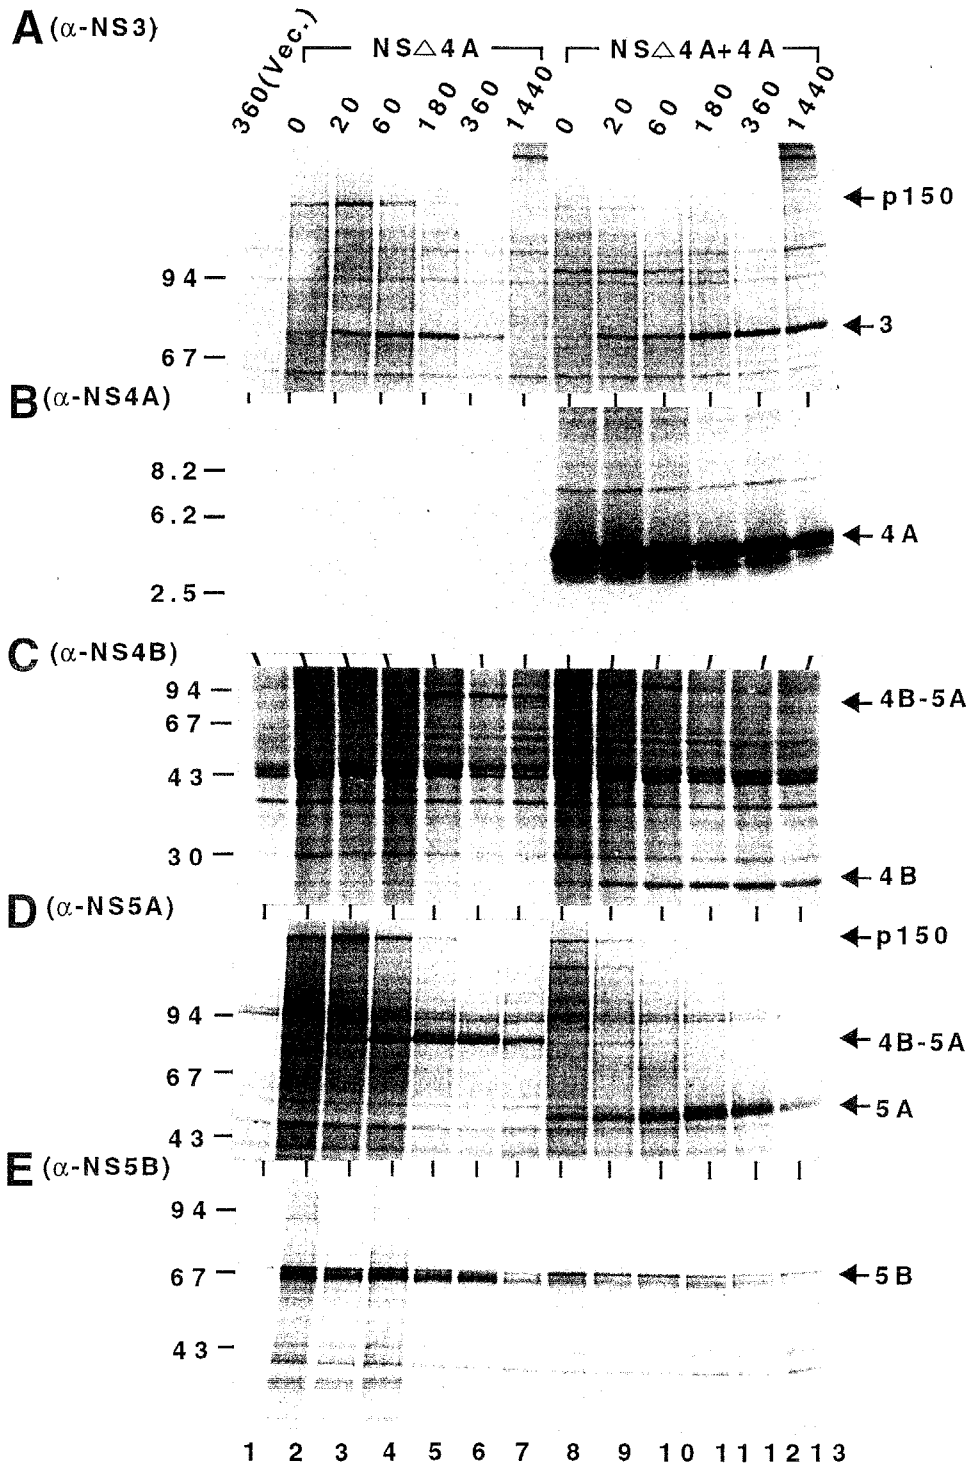 A (α-NS3)
NS△4A NS△4A+4A
360(Vec.) 0 20 60 180 360 1440 0 20 60 180 360 1440
p150
94
3
67
B (α-NS4A)
8.2
6.2
4A
2.5
C (α-NS4B)
94
4B-5A
67
43
30
4B
D (α-NS5A)
p150
94
4B-5A
67
5A
43
E (α-NS5B)
94
67
5B
43
1 2 3 4 5 6 7 8 9 10 11 12 13